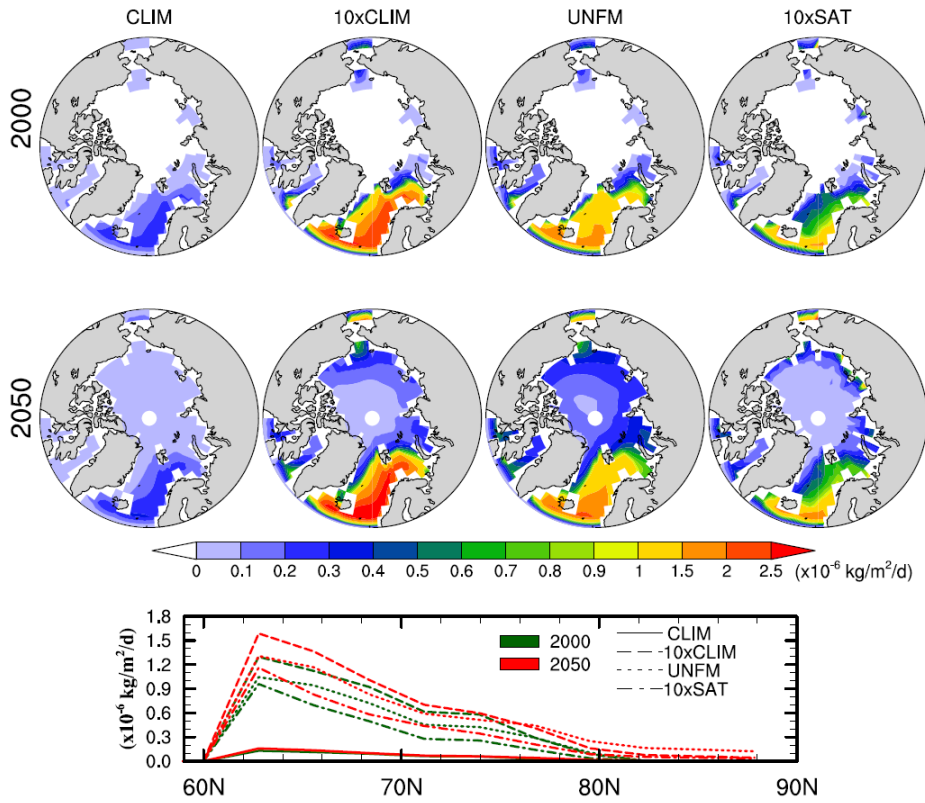 CLIM 10xCLIM UNFM 10xSAT
2000
2050
0 0.1 0.2 0.3 0.4 0.5 0.6 0.7 0.8 0.9 1 1.5 2 2.5 (x10⁻⁶ kg/m²/d)
(x10⁻⁶ kg/m²/d)
1.8
1.5
1.2
0.9
0.6
0.3
0.0
2000
2050
CLIM
10xCLIM
UNFM
10xSAT
60N 70N 80N 90N